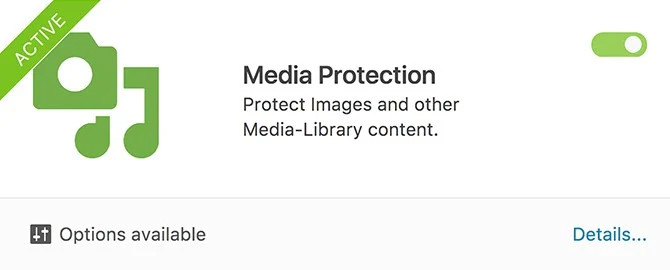 ACTIVE
Media Protection
Protect Images and other
Media-Library content.
Options available
Details...